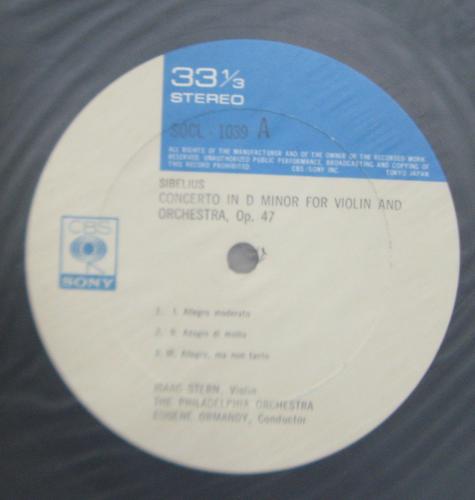 33 1/3
STEREO
SOCL 1039 A
ALL RIGHTS OF THE MANUFACTURER AND OF THE OWNER OF THE RECORDED WORK
RESERVED. UNAUTHORIZED PUBLIC PERFORMANCE, BROADCASTING AND COPYING OF
THIS RECORD PROHIBITED CBS/SONY INC. TOKYO JAPAN
SIBELIUS
CONCERTO IN D MINOR FOR VIOLIN AND
ORCHESTRA, Op. 47
CBS
SONY
1. I. Allegro moderato
2. II. Adagio di molto
3. III. Allegro, ma non tanto
ISAAC STERN, Violin
THE PHILADELPHIA ORCHESTRA
EUGENE ORMANDY, Conductor